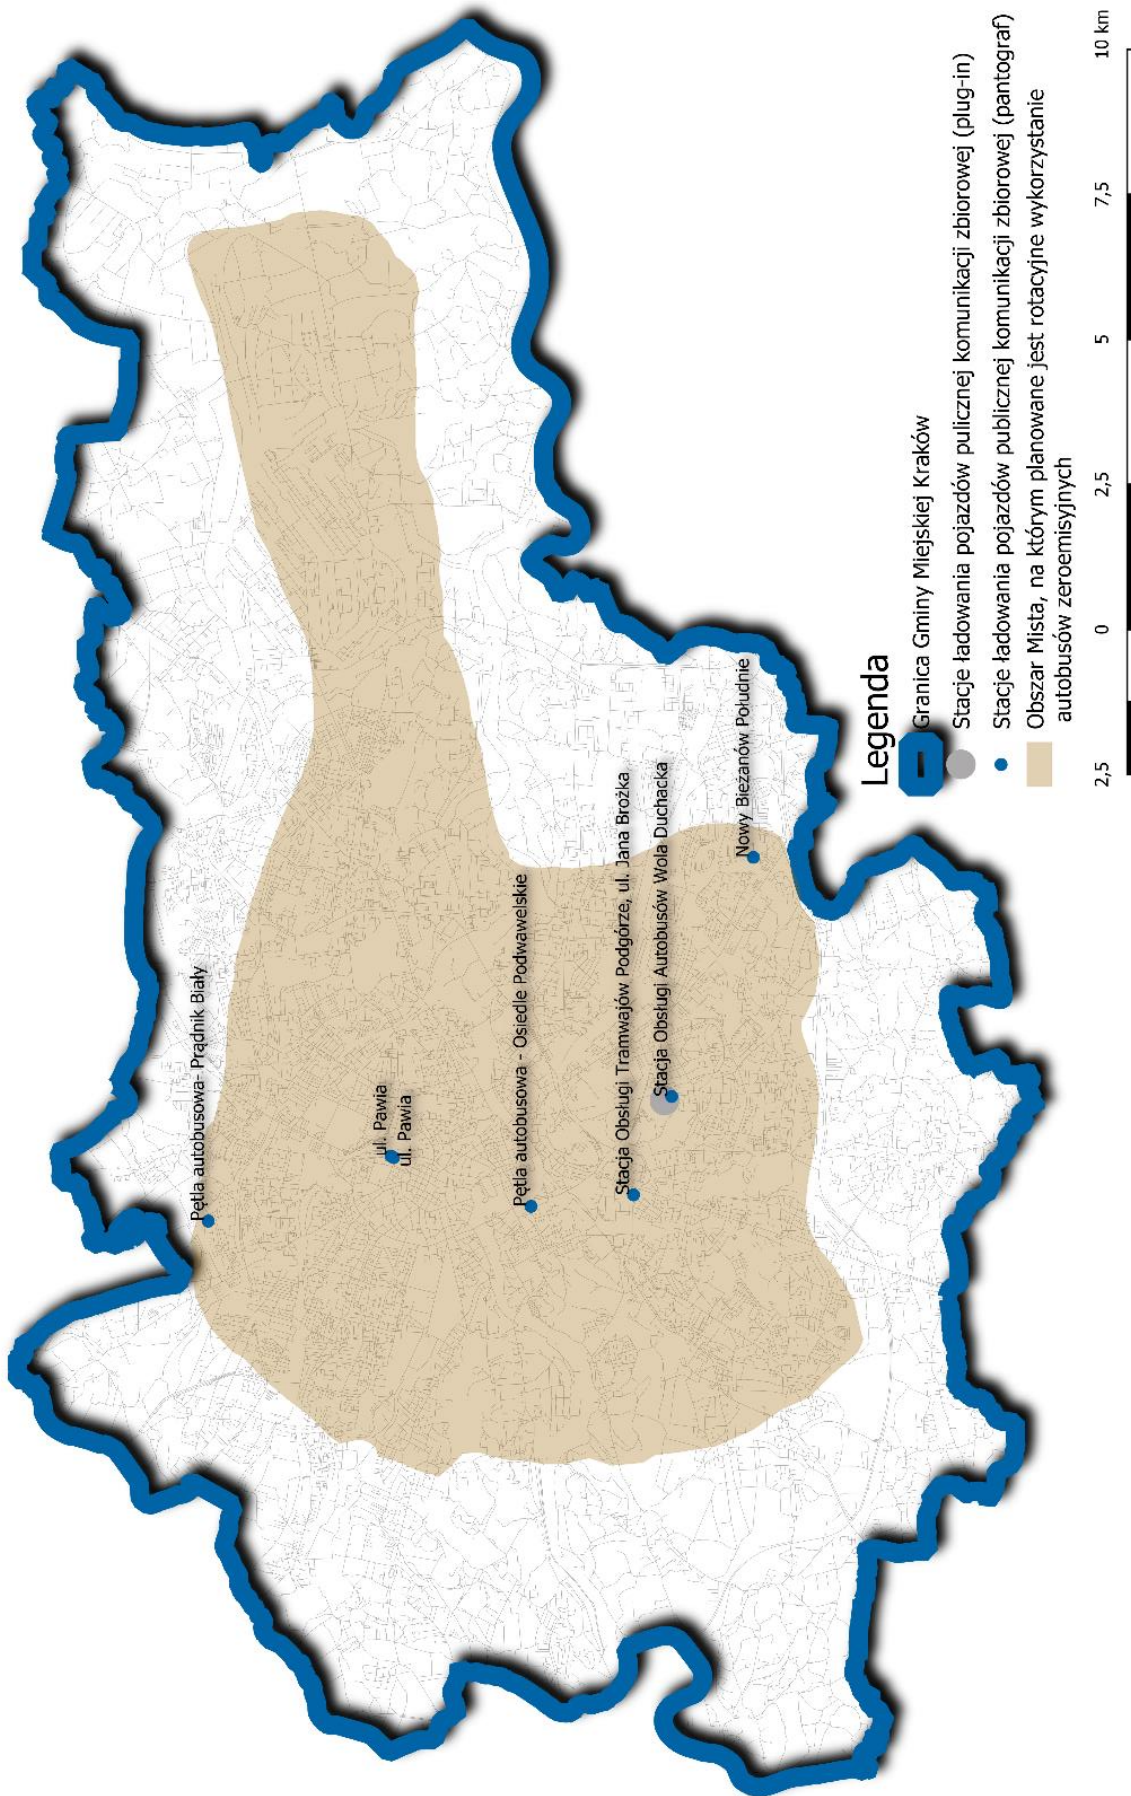 Pętla autobusowa- Prądnik Biały
ul. Pawia
ul. Pawia
Pętla autobusowa - Osiedle Podwawelskie
Stacja Obsługi Tramwajów Podgórze, ul. Jana Brożka
Stacja Obsługi Autobusów Wola Duchacka
Nowy Bieżanów Południe
Legenda
Granica Gminy Miejskiej Kraków
Stacje ładowania pojazdów pulicznej komunikacji zbiorowej (plug-in)
Stacje ładowania pojazdów publicznej komunikacji zbiorowej (pantograf)
Obszar Mista, na którym planowane jest rotacyjne wykorzystanie
autobusów zeroemisyjnych
2,5 0 2,5 5 7,5 10 km